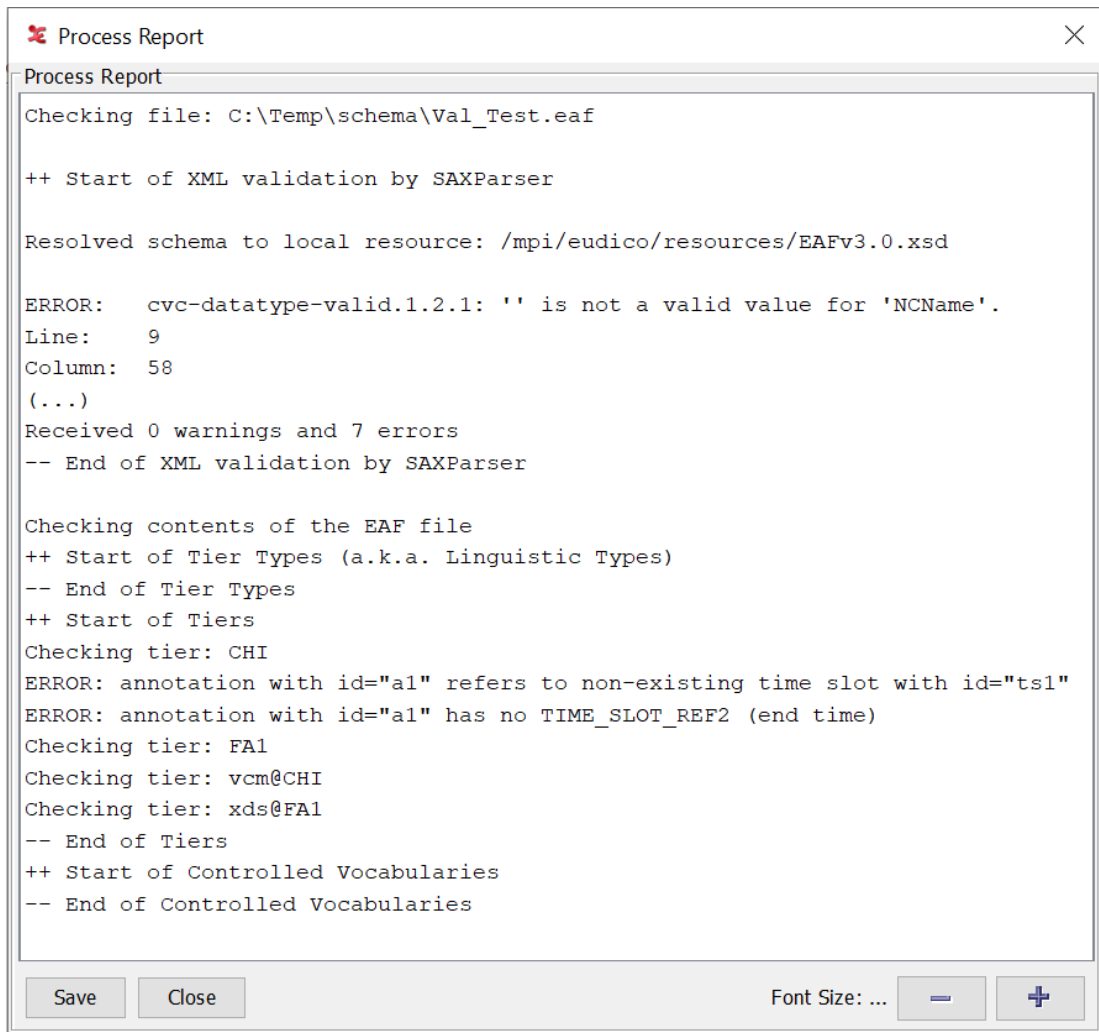 Process Report
Process Report
Checking file: C:\Temp\schema\Val_Test.eaf
++ Start of XML validation by SAXParser
Resolved schema to local resource: /mpi/eudico/resources/EAFv3.0.xsd
ERROR:   cvc-datatype-valid.1.2.1: '' is not a valid value for 'NCName'.
Line:    9
Column:  58
(...)
Received 0 warnings and 7 errors
-- End of XML validation by SAXParser
Checking contents of the EAF file
++ Start of Tier Types (a.k.a. Linguistic Types)
-- End of Tier Types
++ Start of Tiers
Checking tier: CHI
ERROR: annotation with id="a1" refers to non-existing time slot with id="ts1"
ERROR: annotation with id="a1" has no TIME_SLOT_REF2 (end time)
Checking tier: FA1
Checking tier: vcm@CHI
Checking tier: xds@FA1
-- End of Tiers
++ Start of Controlled Vocabularies
-- End of Controlled Vocabularies
Save Close Font Size: ...